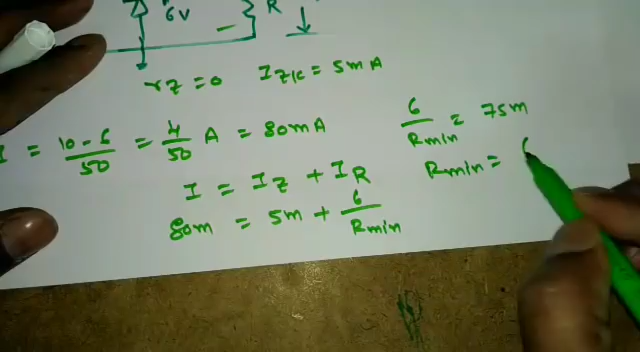 6V R
rz = 0 Izk = 5mA
I = 10-6/50 = 4/50 A = 80mA
6/Rmin = 75m
I = Iz + IR
Rmin = 6
80m = 5m + 6/Rmin